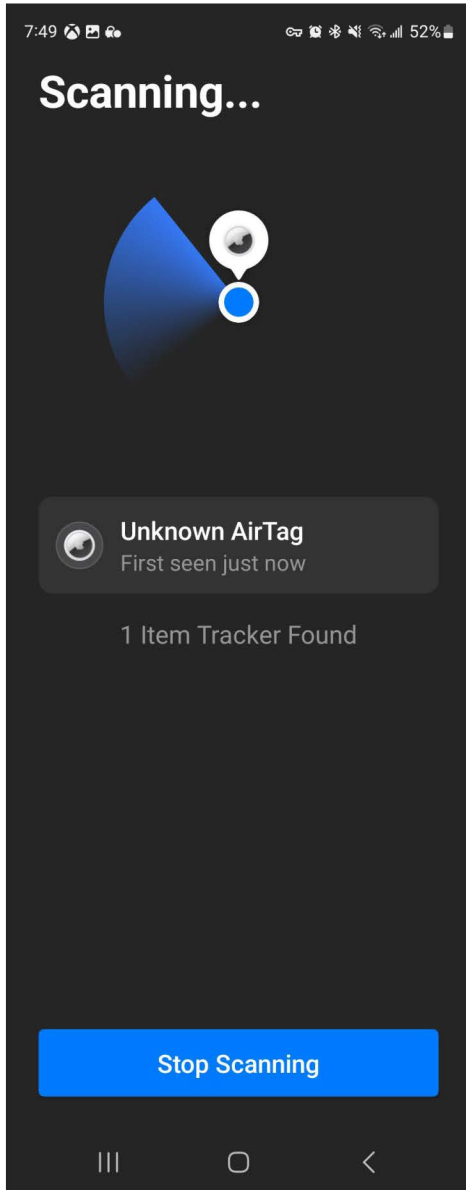 7:49 52%
Scanning...
Unknown AirTag
First seen just now
1 Item Tracker Found
Stop Scanning